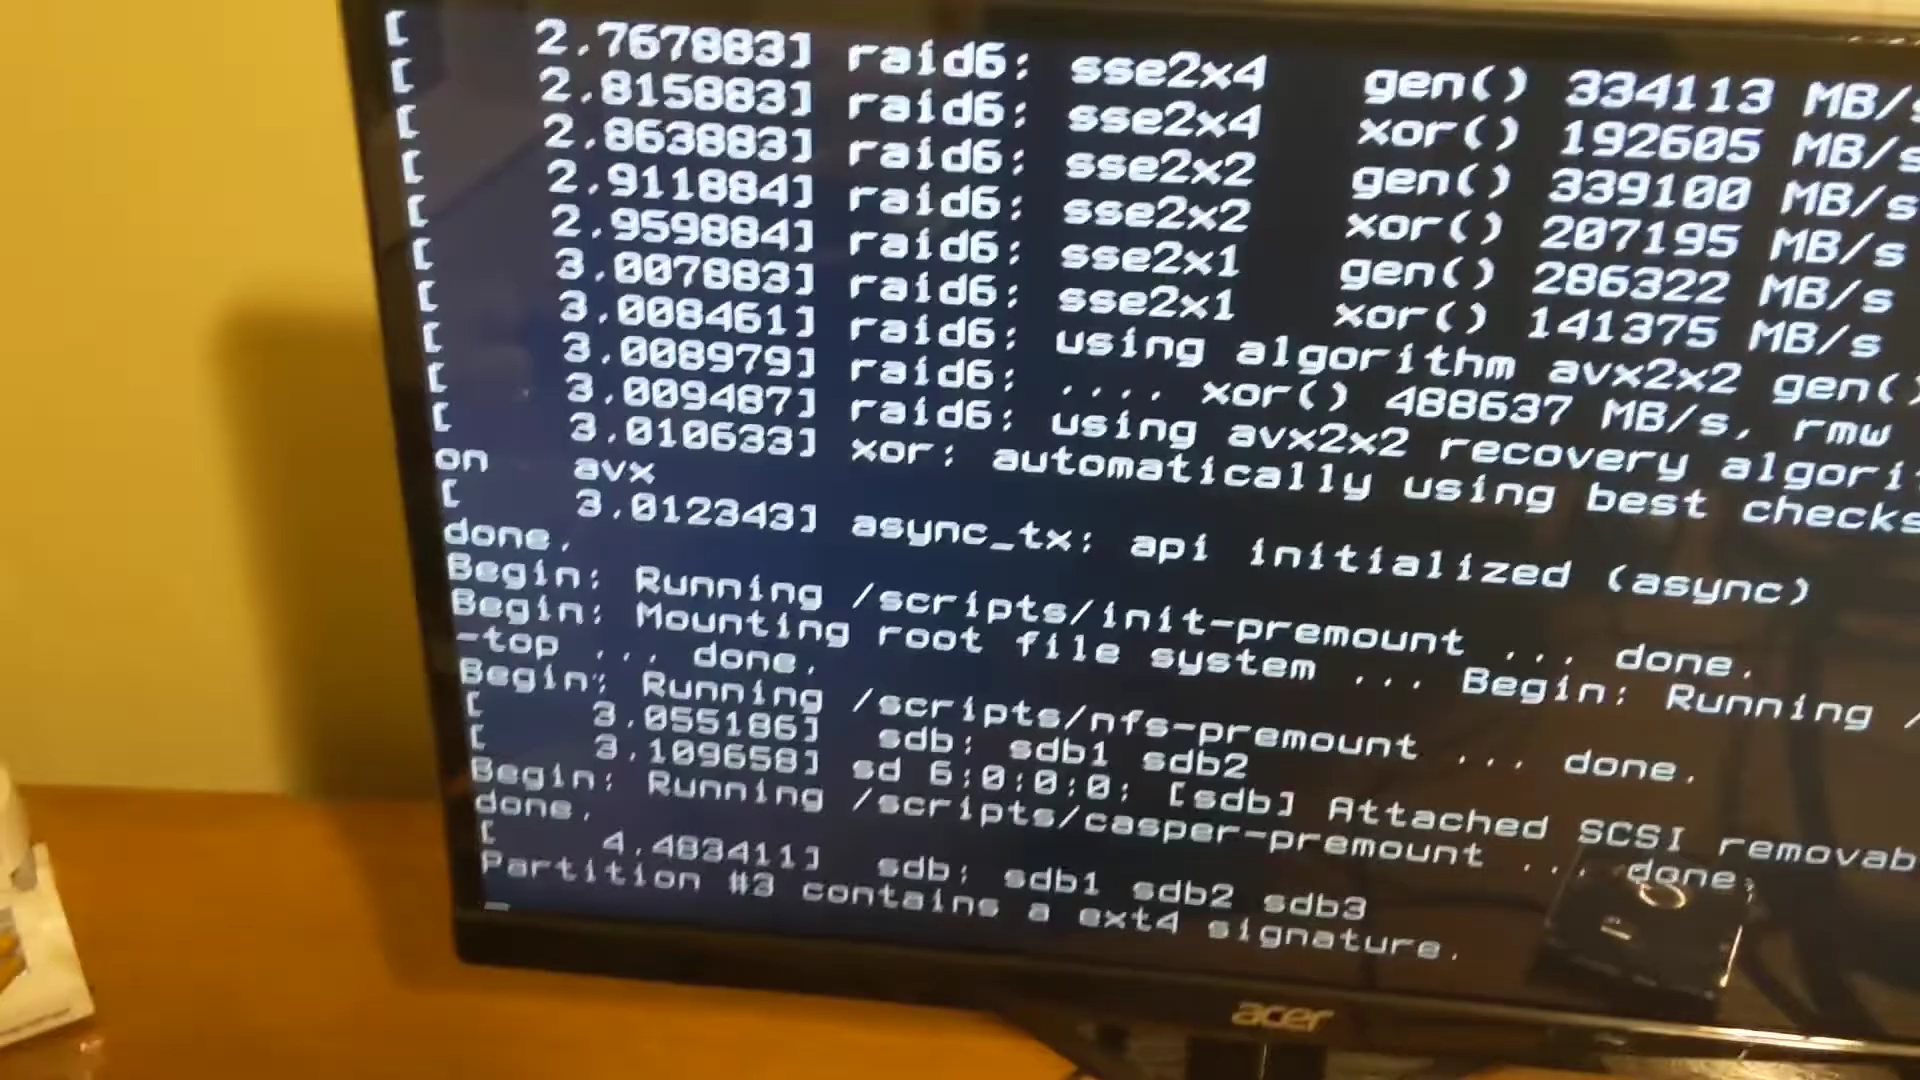 [    2.767883] raid6: sse2x4   gen() 334113 MB/s
[    2.815883] raid6: sse2x4   xor() 192605 MB/s
[    2.863883] raid6: sse2x2   gen() 339100 MB/s
[    2.911884] raid6: sse2x2   xor() 207195 MB/s
[    2.959884] raid6: sse2x1   gen() 286322 MB/s
[    3.007883] raid6: sse2x1   xor() 141375 MB/s
[    3.008461] raid6: using algorithm avx2x2 gen()
[    3.008979] raid6: .... xor() 488637 MB/s, rmw
[    3.009487] raid6: using avx2x2 recovery algori
[    3.010633] xor: automatically using best checks
on   avx
[    3.012343] async_tx: api initialized (async)
done.
Begin: Running /scripts/init-premount ... done.
Begin: Mounting root file system ... Begin: Running /
-top ... done.
Begin: Running /scripts/nfs-premount ... done.
[    3.055186]  sdb: sdb1 sdb2
[    3.109658] sd 6:0:0:0: [sdb] Attached SCSI removab
Begin: Running /scripts/casper-premount ... done.
done.
[    4.483411]  sdb: sdb1 sdb2 sdb3
Partition #3 contains a ext4 signature.
acer